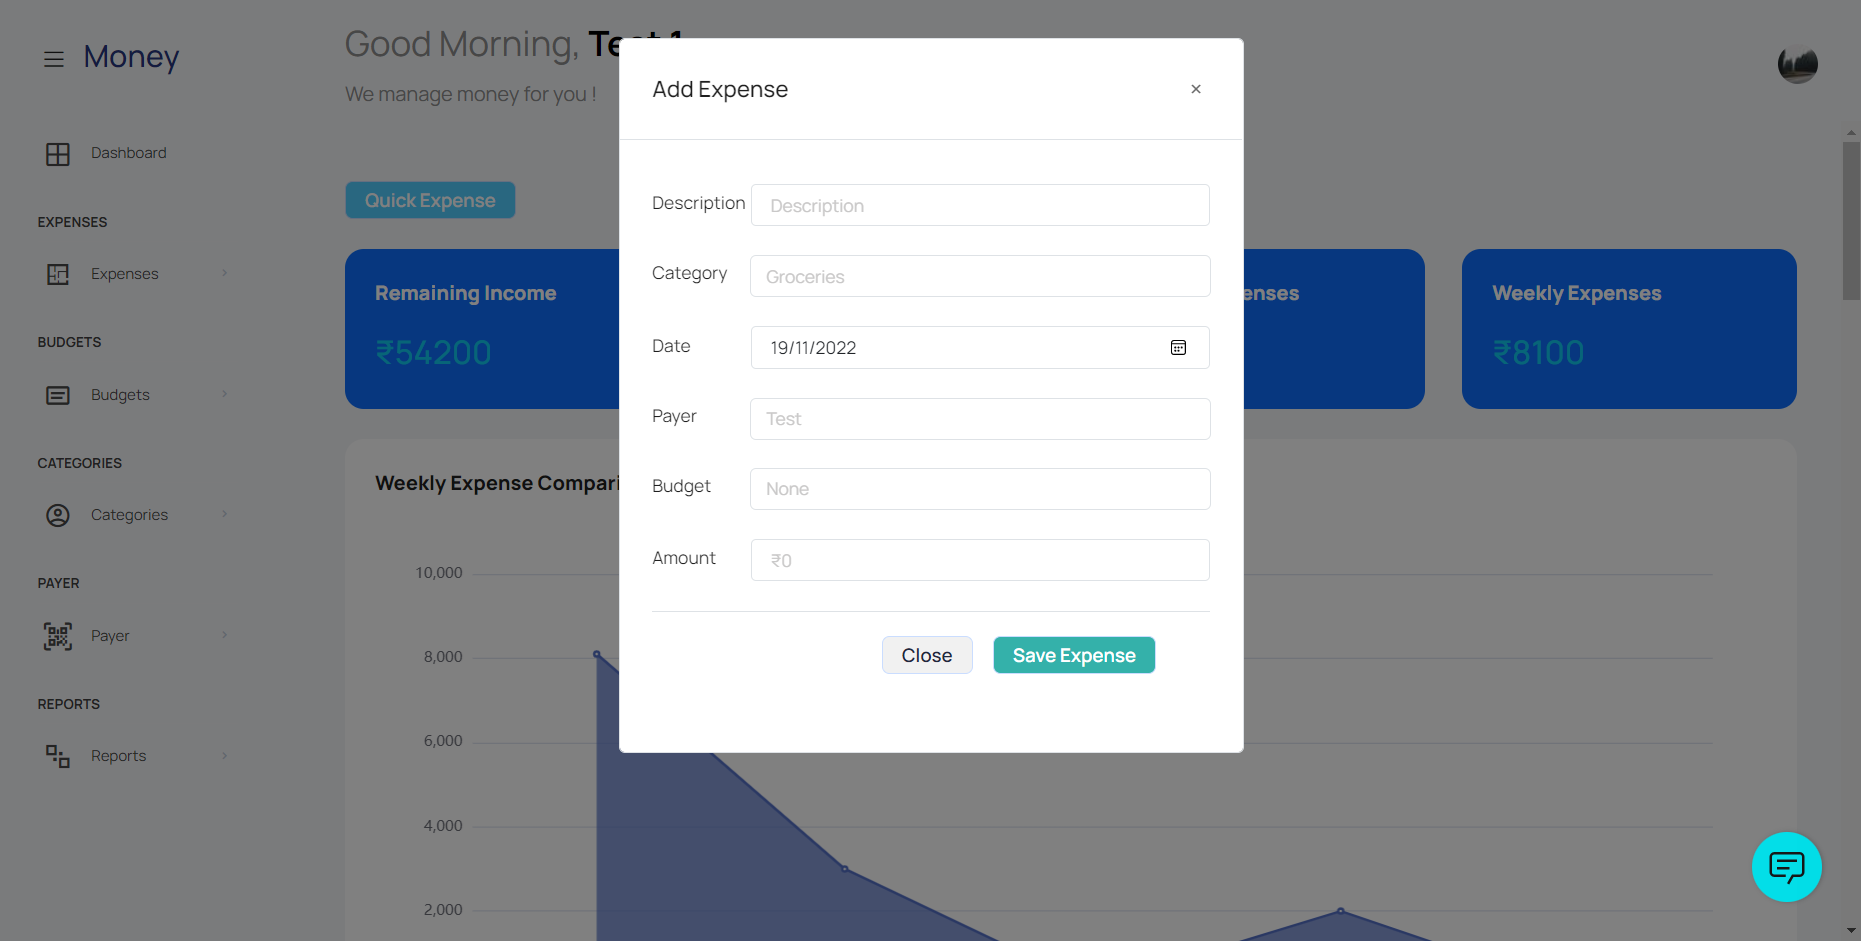 Money
Good Morning, Te
We manage money for you !
Dashboard
EXPENSES
Expenses
BUDGETS
Budgets
CATEGORIES
Categories
PAYER
Payer
REPORTS
Reports
Quick Expense
Remaining Income
₹54200
enses
Weekly Expenses
₹8100
Weekly Expense Compari
10,000
8,000
6,000
4,000
2,000
Add Expense
×
Description
Description
Category
Groceries
Date
19/11/2022
Payer
Test
Budget
None
Amount
₹0
Close
Save Expense